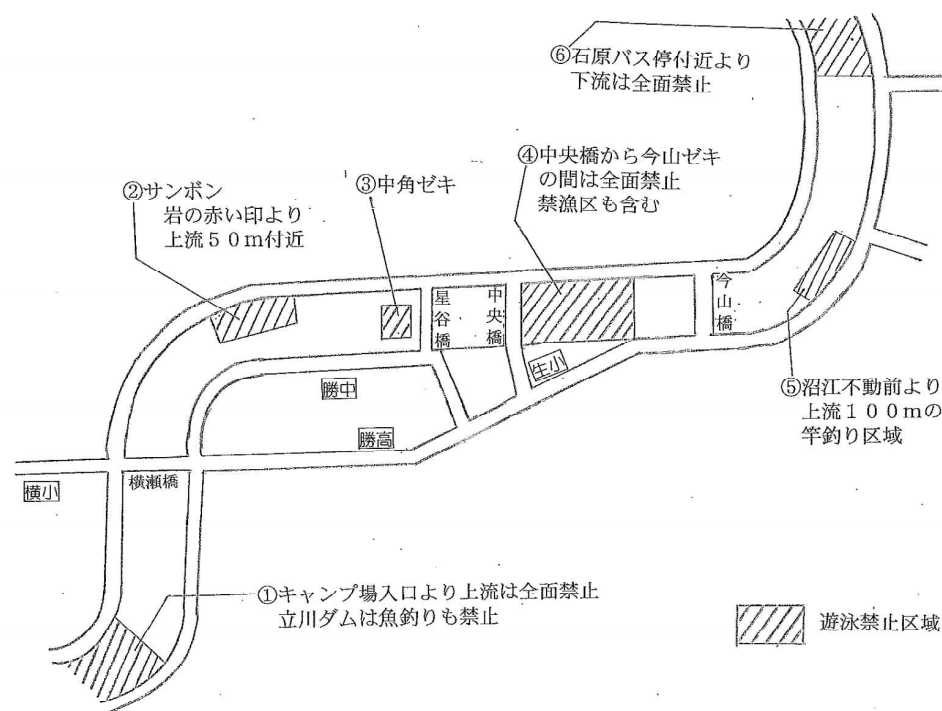 ⑥石原バス停付近より
下流は全面禁止
④中央橋から今山ゼキ
の間は全面禁止
禁漁区も含む
②サンボン
岩の赤い印より
上流50m付近
③中角ゼキ
星谷橋
中央橋
今山橋
生小
勝中
勝高
⑤沼江不動前より
上流100mの
竿釣り区域
横小
横瀬橋
①キャンプ場入口より上流は全面禁止
立川ダムは魚釣りも禁止
遊泳禁止区域